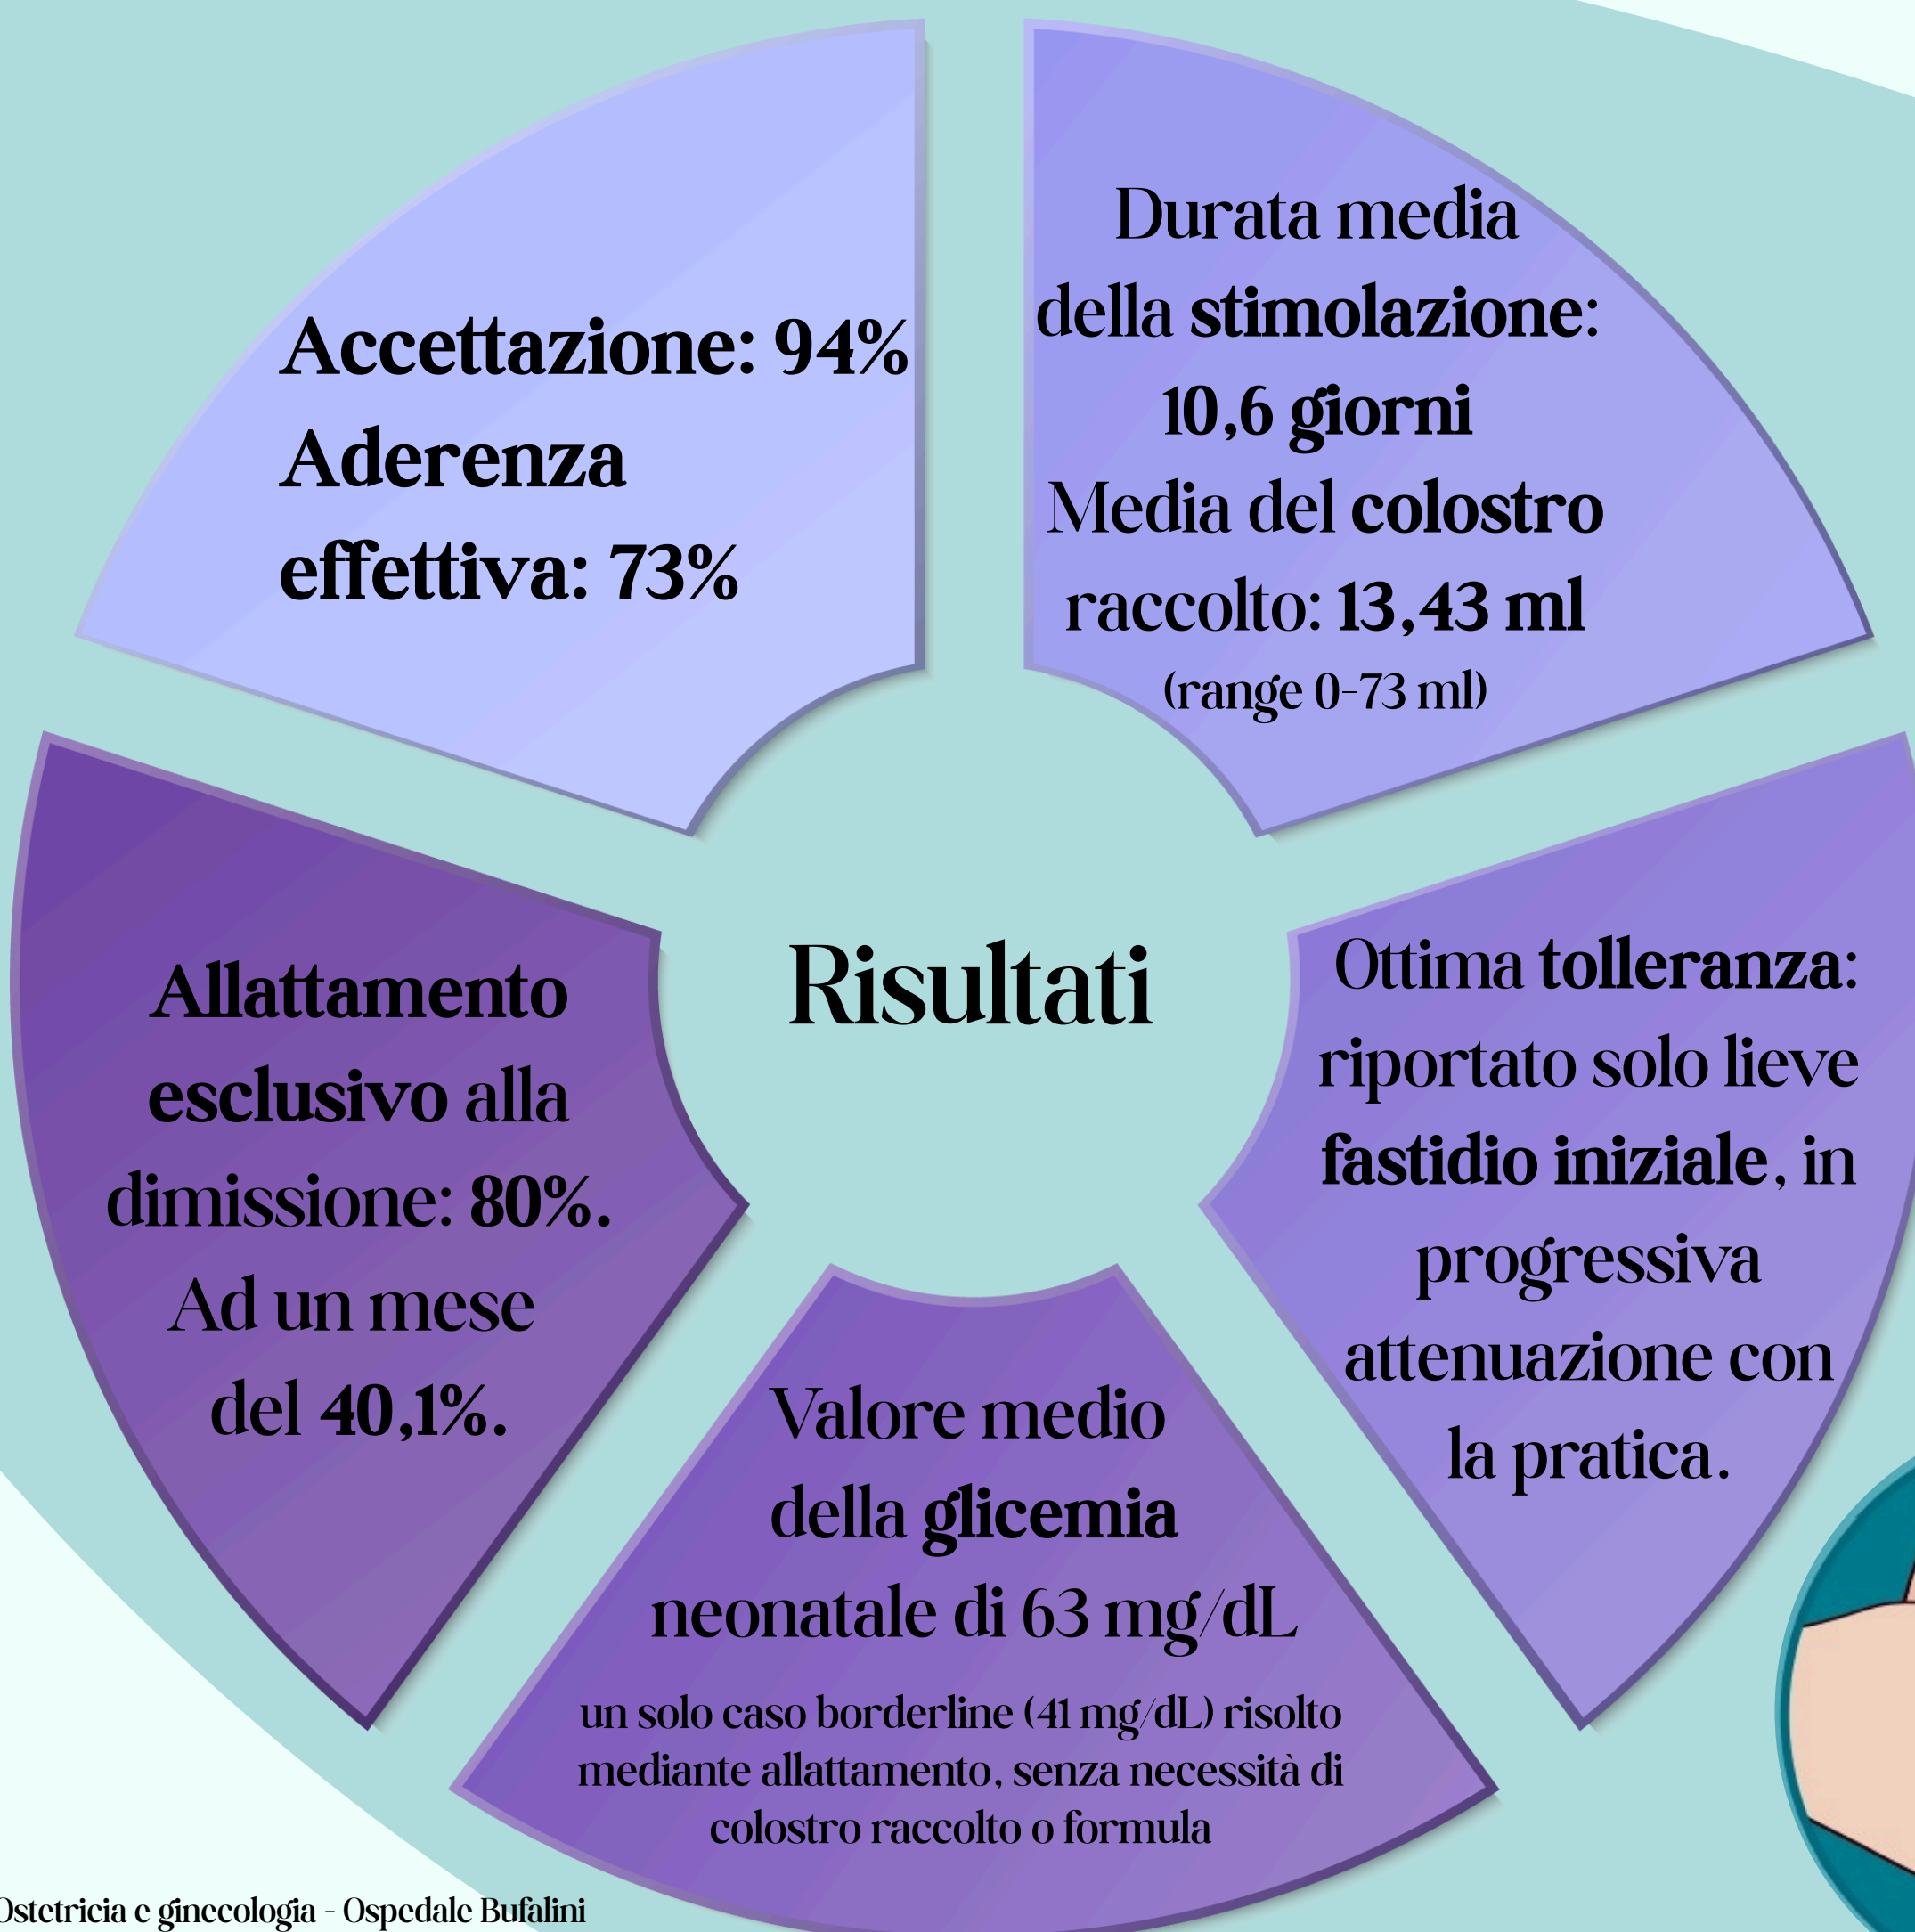 Accettazione: 94%
Aderenza
effettiva: 73%
Durata media
della stimolazione:
10,6 giorni
Media del colostro
raccolto: 13,43 ml
(range 0-73 ml)
Risultati
Ottima tolleranza:
riportato solo lieve
fastidio iniziale, in
progressiva
attenuazione con
la pratica.
Allattamento
esclusivo alla
dimissione: 80%.
Ad un mese
del 40,1%.
Valore medio
della glicemia
neonatale di 63 mg/dL
un solo caso borderline (41 mg/dL) risolto
mediante allattamento, senza necessità di
colostro raccolto o formula
Ostetricia e ginecologia - Ospedale Bufalini